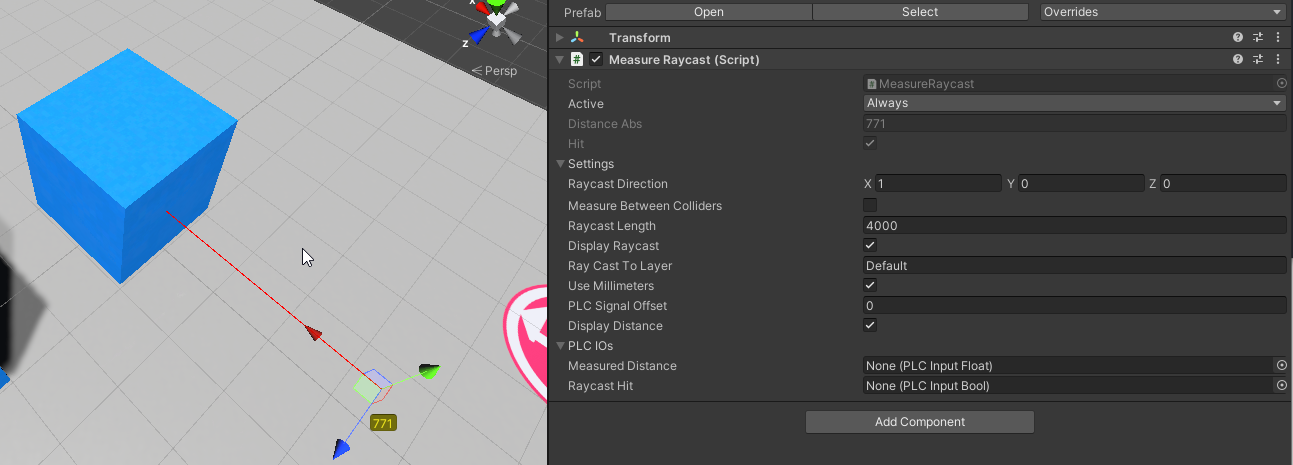 Prefab Open Select Overrides
Transform
Measure Raycast (Script)
Script MeasureRaycast
Active Always
Distance Abs 771
Hit
Settings
Raycast Direction X 1 Y 0 Z 0
Measure Between Colliders
Raycast Length 4000
Display Raycast
Ray Cast To Layer Default
Use Millimeters
PLC Signal Offset 0
Display Distance
PLC IOs
Measured Distance None (PLC Input Float)
Raycast Hit None (PLC Input Bool)
Add Component
x
z
Persp
771